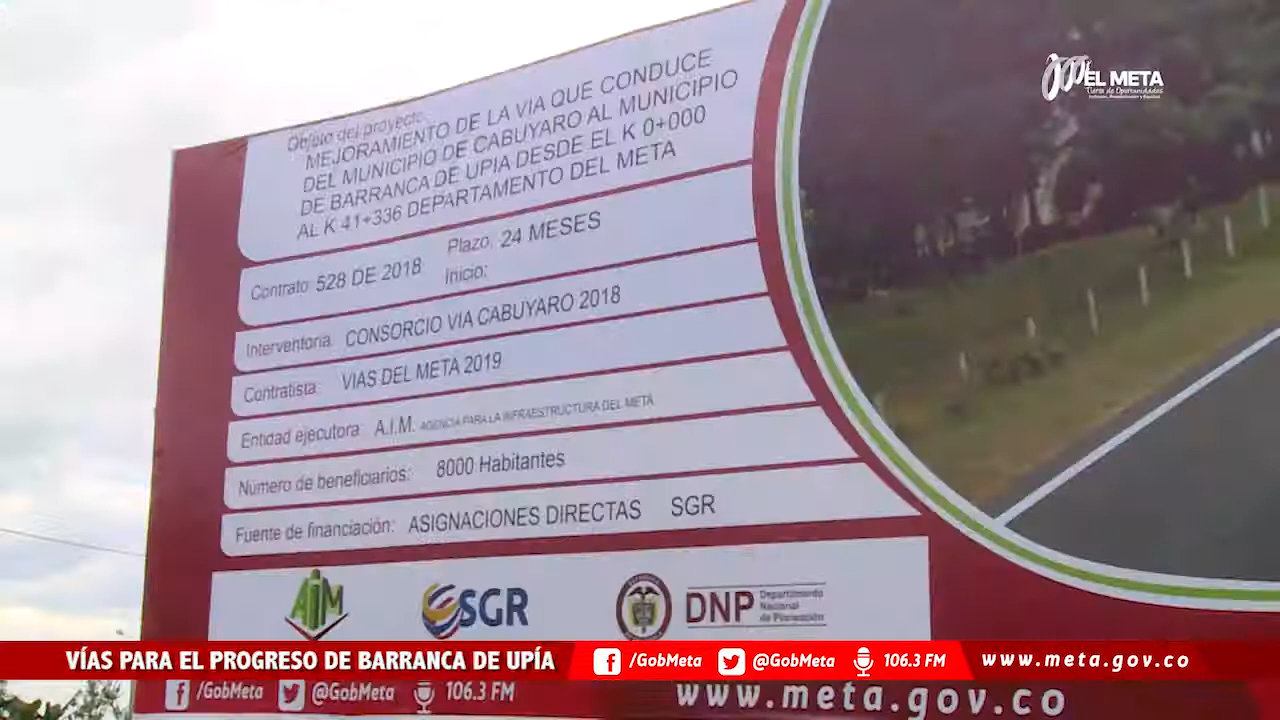 EL META
Tierra de Oportunidades
Objeto del proyecto:
MEJORAMIENTO DE LA VIA QUE CONDUCE
DEL MUNICIPIO DE CABUYARO AL MUNICIPIO
DE BARRANCA DE UPIA DESDE EL K 0+000
AL K 41+336 DEPARTAMENTO DEL META
Contrato: 528 DE 2018
Plazo: 24 MESES
Inicio:
Interventoria: CONSORCIO VIA CABUYARO 2018
Contratista: VIAS DEL META 2019
Entidad ejecutora: A.I.M. AGENCIA PARA LA INFRAESTRUCTURA DEL META
Número de beneficiarios: 8000 Habitantes
Fuente de financiación: ASIGNACIONES DIRECTAS SGR
AIM
SGR
DNP
Departamento
Nacional
de Planeación
VÍAS PARA EL PROGRESO DE BARRANCA DE UPÍA
/GobMeta @GobMeta 106.3 FM www.meta.gov.co
/GobMeta @GobMeta 106.3 FM www.meta.gov.co